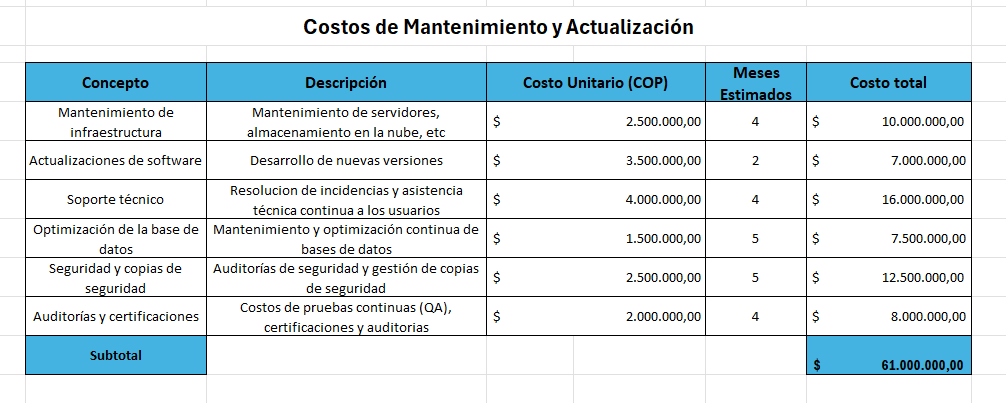 Costos de Mantenimiento y Actualización
Concepto Descripción Costo Unitario (COP) Meses Estimados Costo total
Mantenimiento de infraestructura Mantenimiento de servidores, almacenamiento en la nube, etc $ 2.500.000,00 4 $ 10.000.000,00
Actualizaciones de software Desarrollo de nuevas versiones $ 3.500.000,00 2 $ 7.000.000,00
Soporte técnico Resolucion de incidencias y asistencia técnica continua a los usuarios $ 4.000.000,00 4 $ 16.000.000,00
Optimización de la base de datos Mantenimiento y optimización continua de bases de datos $ 1.500.000,00 5 $ 7.500.000,00
Seguridad y copias de seguridad Auditorías de seguridad y gestión de copias de seguridad $ 2.500.000,00 5 $ 12.500.000,00
Auditorías y certificaciones Costos de pruebas continuas (QA), certificaciones y auditorias $ 2.000.000,00 4 $ 8.000.000,00
Subtotal $ 61.000.000,00